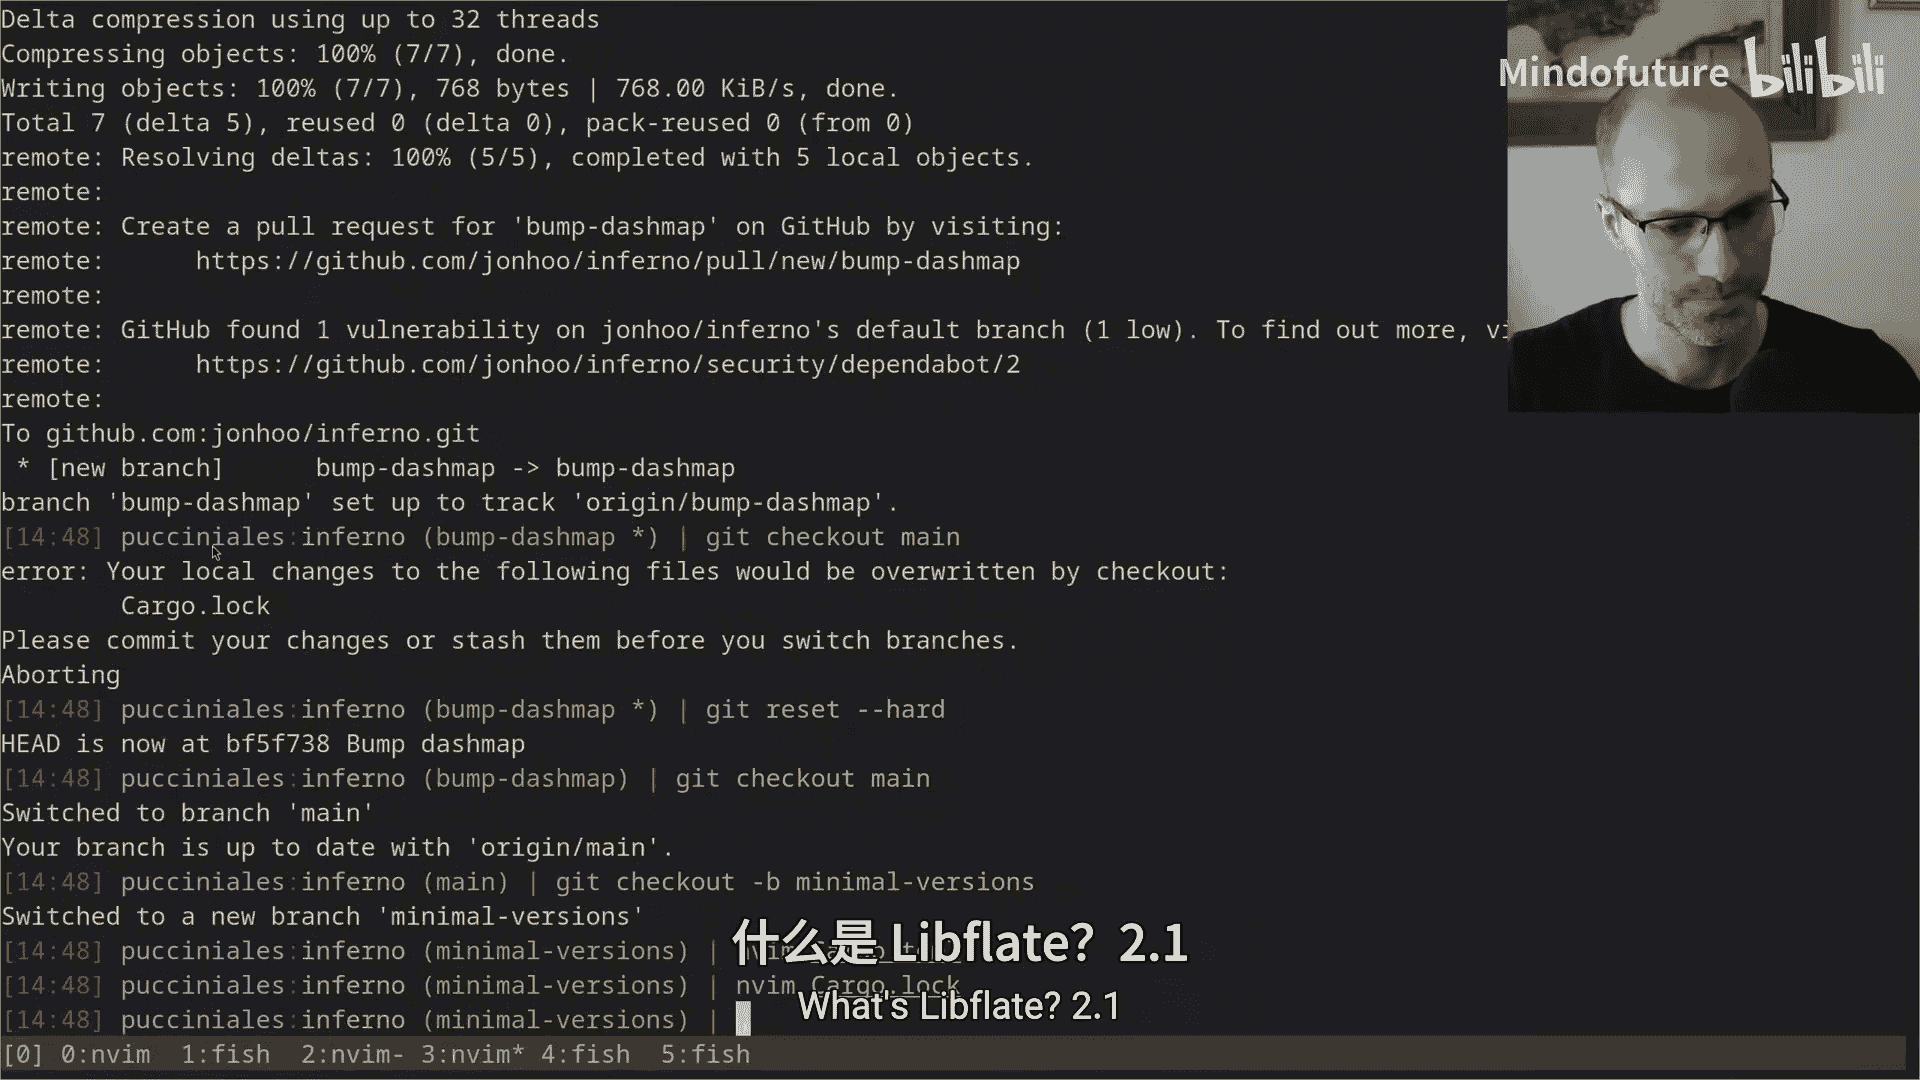 Delta compression using up to 32 threads
Compressing objects: 100% (7/7), done.
Writing objects: 100% (7/7), 768 bytes | 768.00 KiB/s, done.
Total 7 (delta 5), reused 0 (delta 0), pack-reused 0 (from 0)
remote: Resolving deltas: 100% (5/5), completed with 5 local objects.
remote:
remote: Create a pull request for 'bump-dashmap' on GitHub by visiting:
remote:      https://github.com/jonhoo/inferno/pull/new/bump-dashmap
remote:
remote: GitHub found 1 vulnerability on jonhoo/inferno's default branch (1 low). To find out more,
remote:      https://github.com/jonhoo/inferno/security/dependabot/2
remote:
To github.com:jonhoo/inferno.git
 * [new branch]      bump-dashmap -> bump-dashmap
branch 'bump-dashmap' set up to track 'origin/bump-dashmap'.
[14:48] pucciniales:inferno (bump-dashmap *) | git checkout main
error: Your local changes to the following files would be overwritten by checkout:
        Cargo.lock
Please commit your changes or stash them before you switch branches.
Aborting
[14:48] pucciniales:inferno (bump-dashmap *) | git reset --hard
HEAD is now at bf5f738 Bump dashmap
[14:48] pucciniales:inferno (bump-dashmap) | git checkout main
Switched to branch 'main'
Your branch is up to date with 'origin/main'.
[14:48] pucciniales:inferno (main) | git checkout -b minimal-versions
Switched to a new branch 'minimal-versions'
[14:48] pucciniales:inferno (minimal-versions) | nvim
[14:48] pucciniales:inferno (minimal-versions) | nvim Cargo.lock
[14:48] pucciniales:inferno (minimal-versions) |
[0] 0:nvim  1:fish  2:nvim- 3:nvim* 4:fish  5:fish
Mindofuture bilibili
什么是 Libflate？2.1
What's Libflate? 2.1